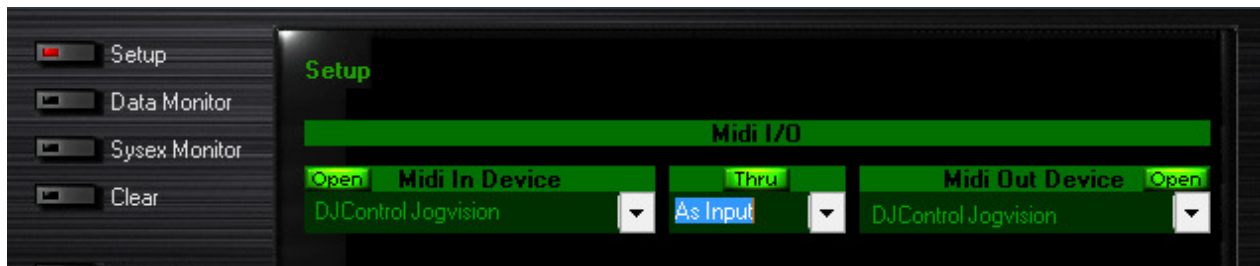 Setup
Data Monitor
Sysex Monitor
Clear
Setup
Midi I/O
Open Midi In Device Thru Midi Out Device Open
DJControl Jogvision As Input DJControl Jogvision